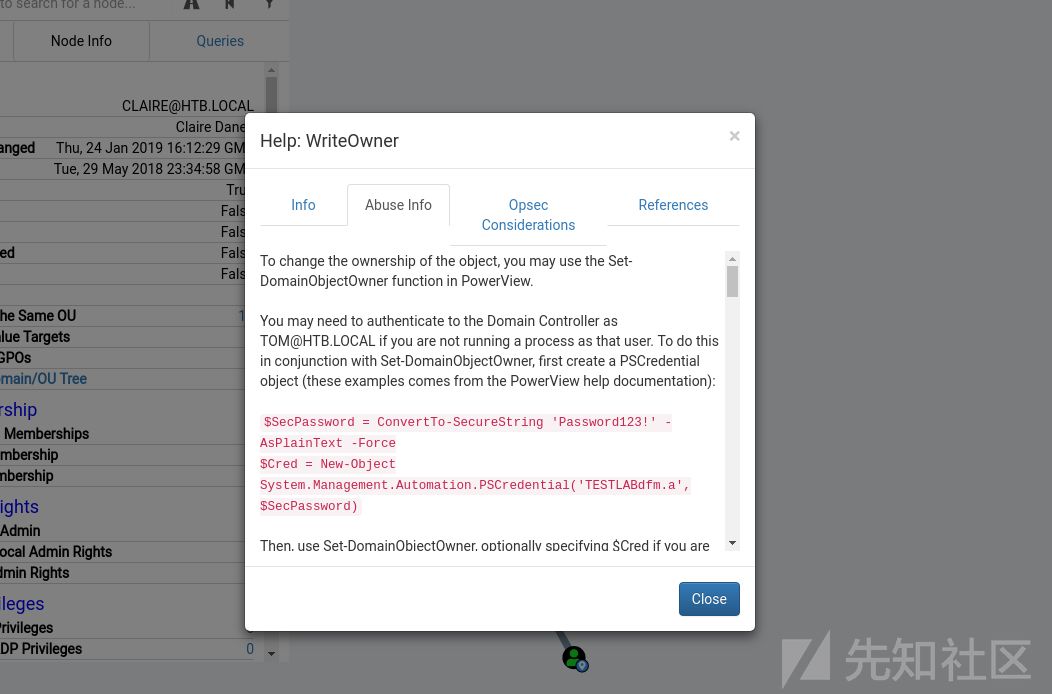 to search for a node...
Node Info
Queries
CLAIRE@HTB.LOCAL
Claire Dane
anged Thu, 24 Jan 2019 16:12:29 GM
Tue, 29 May 2018 23:34:58 GM
Tru
Fals
Fals
ed Fals
Fals
he Same OU 1
lue Targets
GPOs
main/OU Tree
rship
Memberships
mbership
mbership
ights
Admin
ocal Admin Rights
dmin Rights
ileges
Privileges
DP Privileges 0
Help: WriteOwner ×
Info
Abuse Info
Opsec
Considerations
References
To change the ownership of the object, you may use the Set-
DomainObjectOwner function in PowerView.
You may need to authenticate to the Domain Controller as
TOM@HTB.LOCAL if you are not running a process as that user. To do this
in conjunction with Set-DomainObjectOwner, first create a PSCredential
object (these examples comes from the PowerView help documentation):
$SecPassword = ConvertTo-SecureString 'Password123!' -
AsPlainText -Force
$Cred = New-Object
System.Management.Automation.PSCredential('TESTLABdfm.a',
$SecPassword)
Then, use Set-DomainObjectOwner, optionally specifying $Cred if you are
Close
先知社区